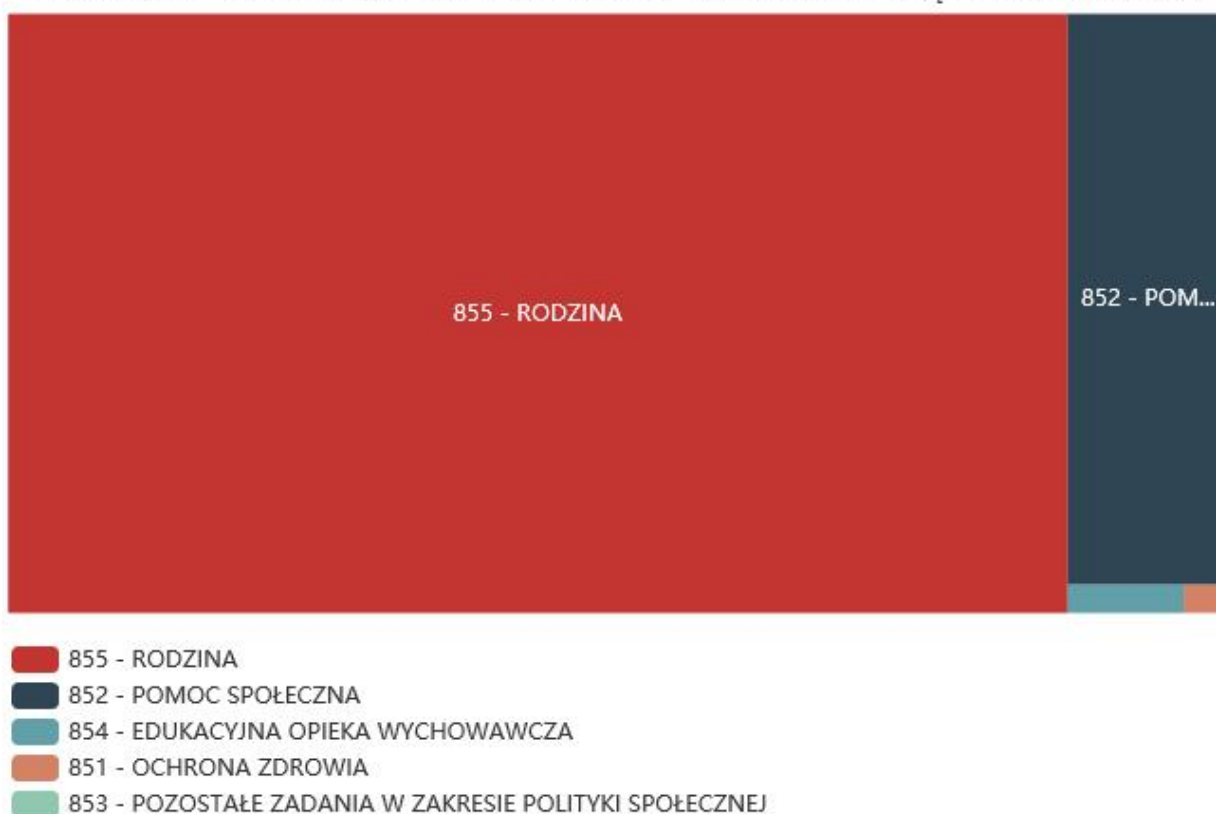 855 - RODZINA
852 - POM...
855 - RODZINA
852 - POMOC SPOŁECZNA
854 - EDUKACYJNA OPIEKA WYCHOWAWCZA
851 - OCHRONA ZDROWIA
853 - POZOSTAŁE ZADANIA W ZAKRESIE POLITYKI SPOŁECZNEJ